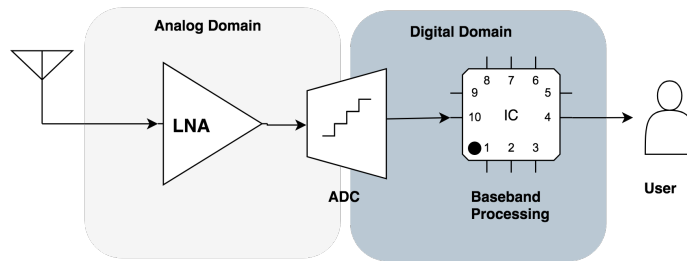 Analog Domain
Digital Domain
8 7 6
9 5
LNA
10 IC 4
1 2 3
ADC
Baseband
Processing
User